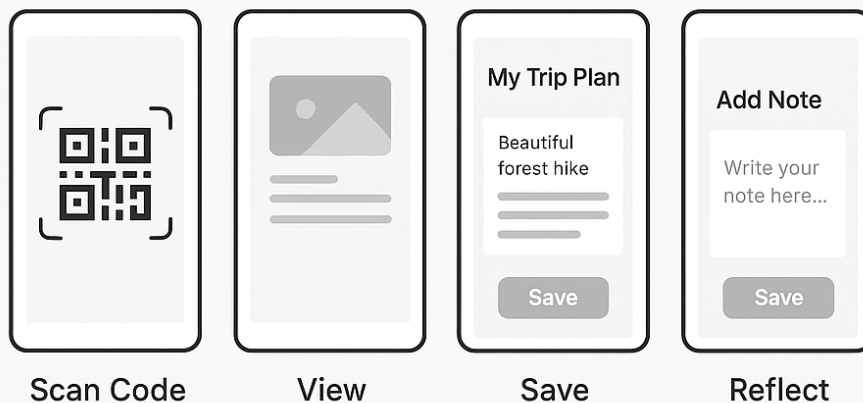 My Trip Plan
Beautiful
forest hike
Save
Add Note
Write your
note here...
Save
Scan Code
View
Save
Reflect